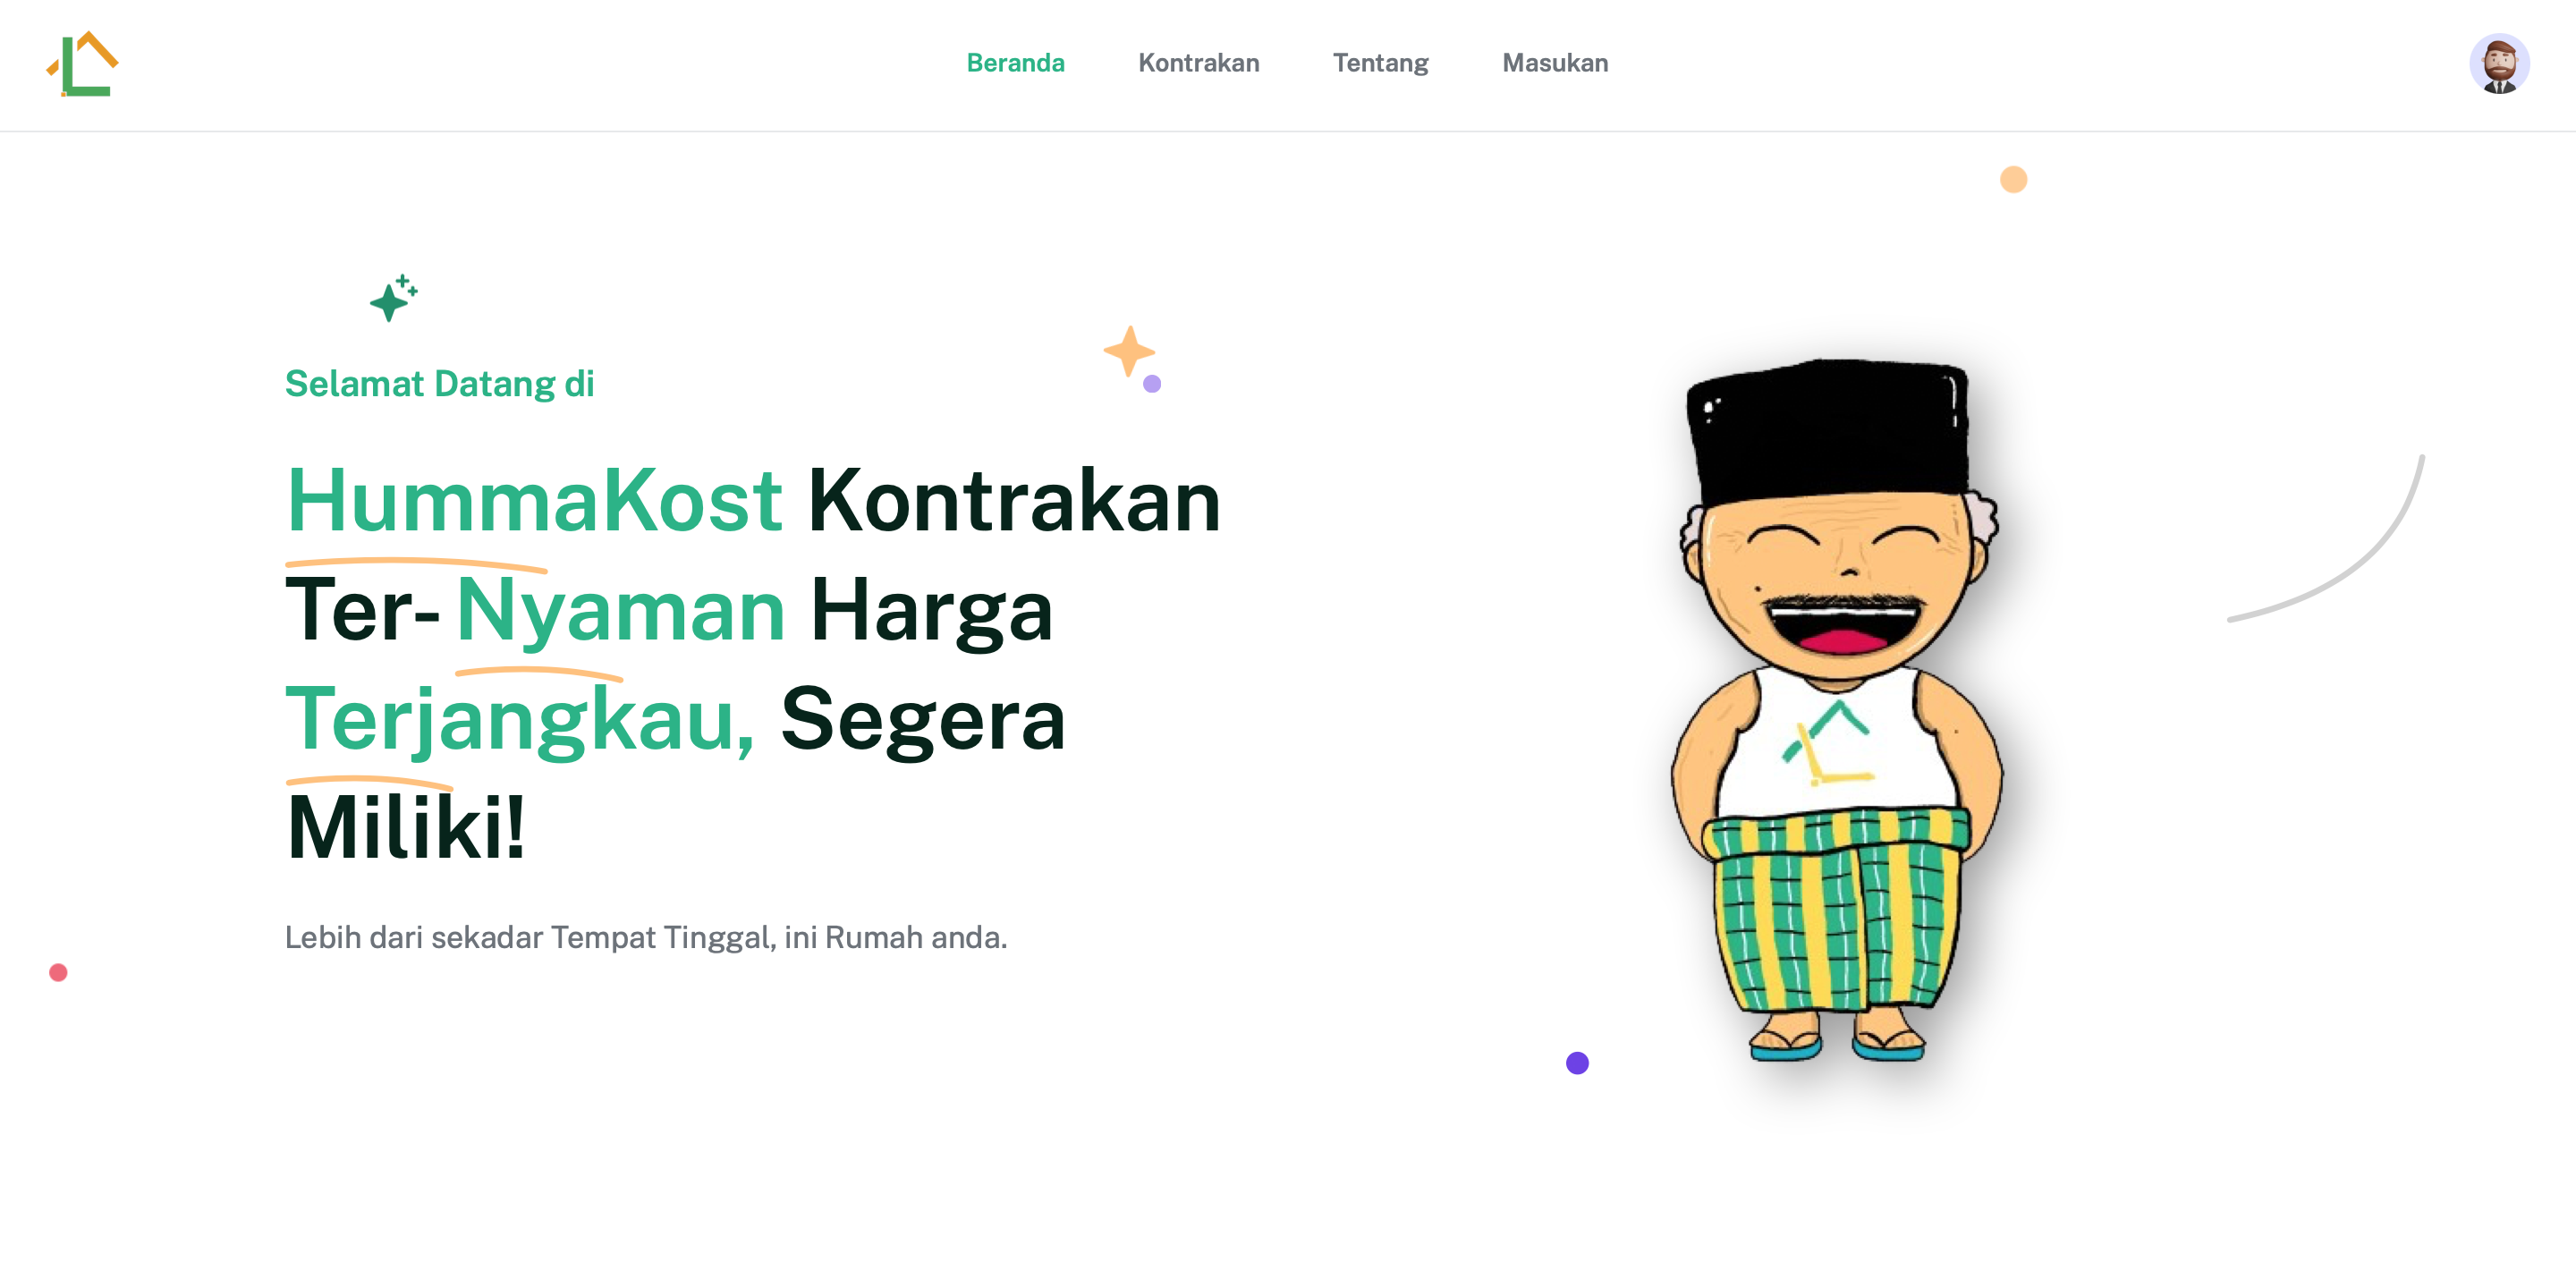 Beranda Kontrakan Tentang Masukan
Selamat Datang di
HummaKost Kontrakan
Ter- Nyaman Harga
Terjangkau, Segera
Miliki!
Lebih dari sekadar Tempat Tinggal, ini Rumah anda.